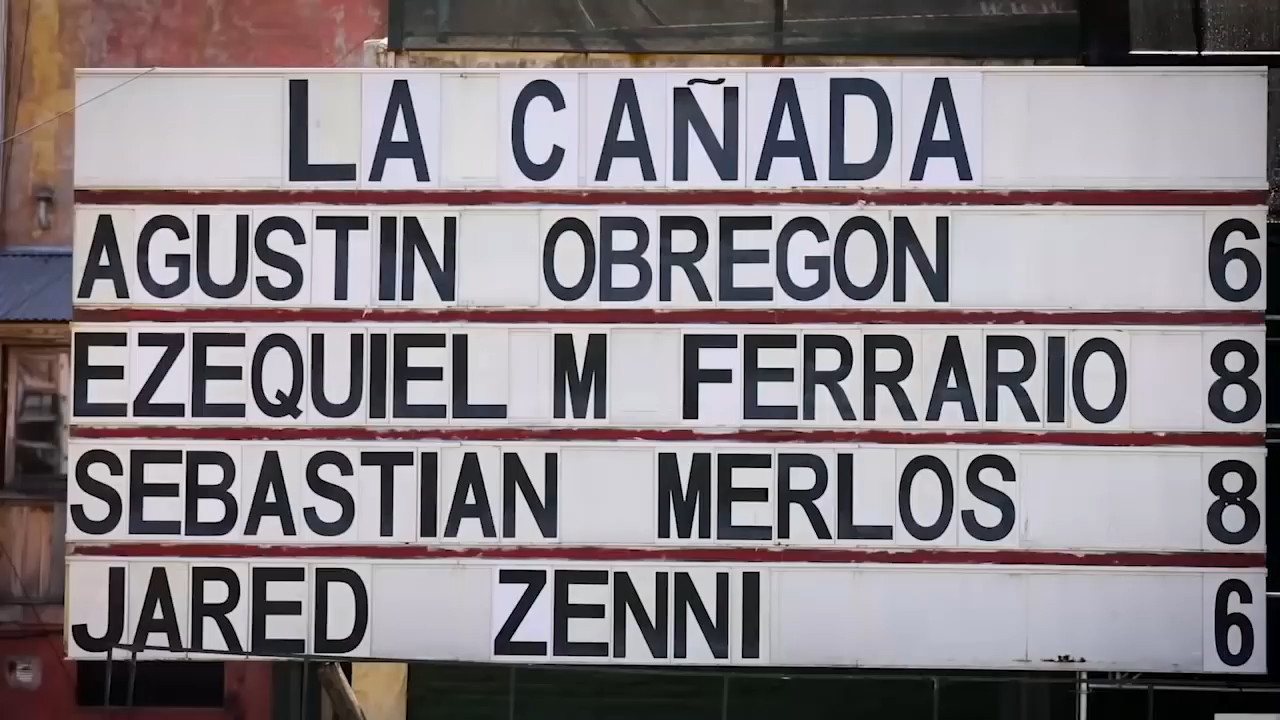 LA CAÑADA
AGUSTIN OBREGON 6
EZEQUIEL M FERRARIO 8
SEBASTIAN MERLOS 8
JARED ZENNI 6